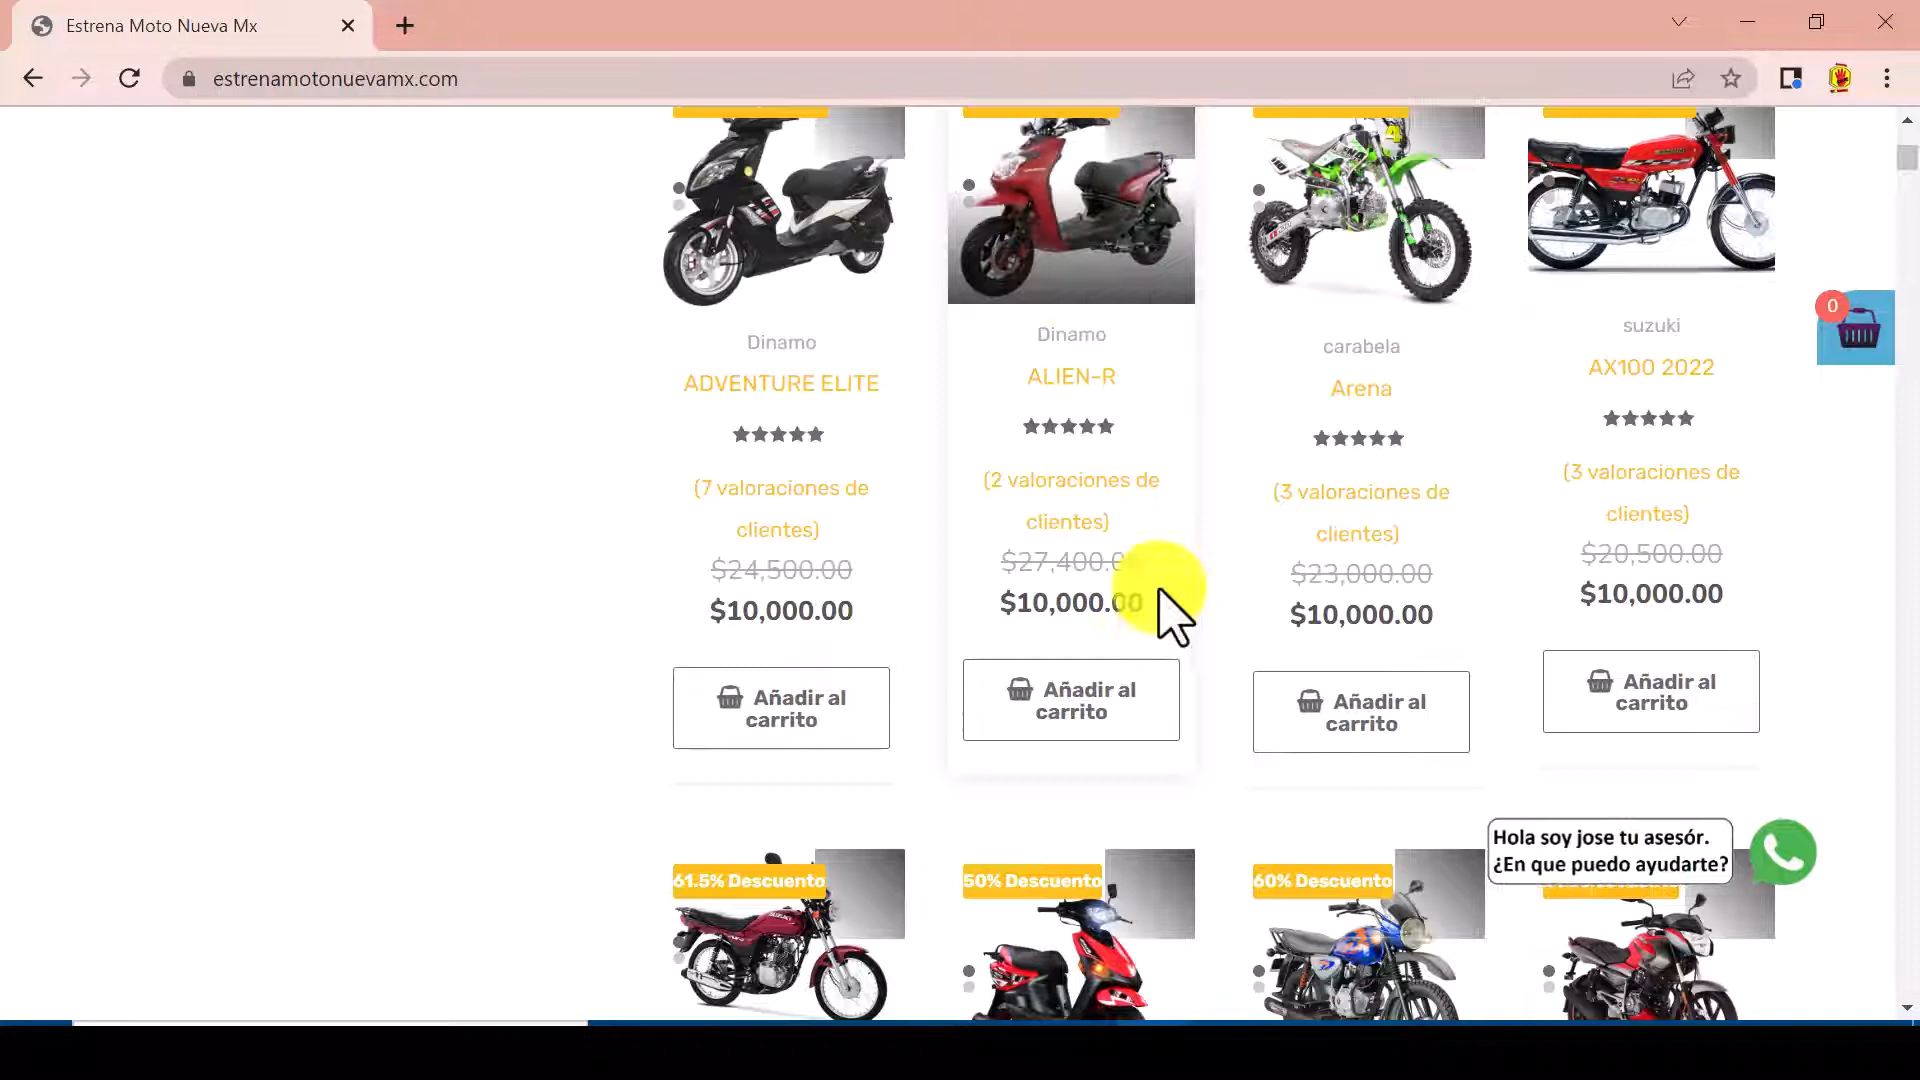 Estrena Moto Nueva Mx
estrenamotonuevamx.com
0
Dinamo
ADVENTURE ELITE
(7 valoraciones de
clientes)
$24,500.00
$10,000.00
Añadir al
carrito
Dinamo
ALIEN-R
(2 valoraciones de
clientes)
$27,400.0
$10,000.00
Añadir al
carrito
carabela
Arena
(3 valoraciones de
clientes)
$23,000.00
$10,000.00
Añadir al
carrito
suzuki
AX100 2022
(3 valoraciones de
clientes)
$20,500.00
$10,000.00
Añadir al
carrito
Hola soy jose tu asesór.
¿En que puedo ayudarte?
61.5% Descuento
50% Descuento
60% Descuento